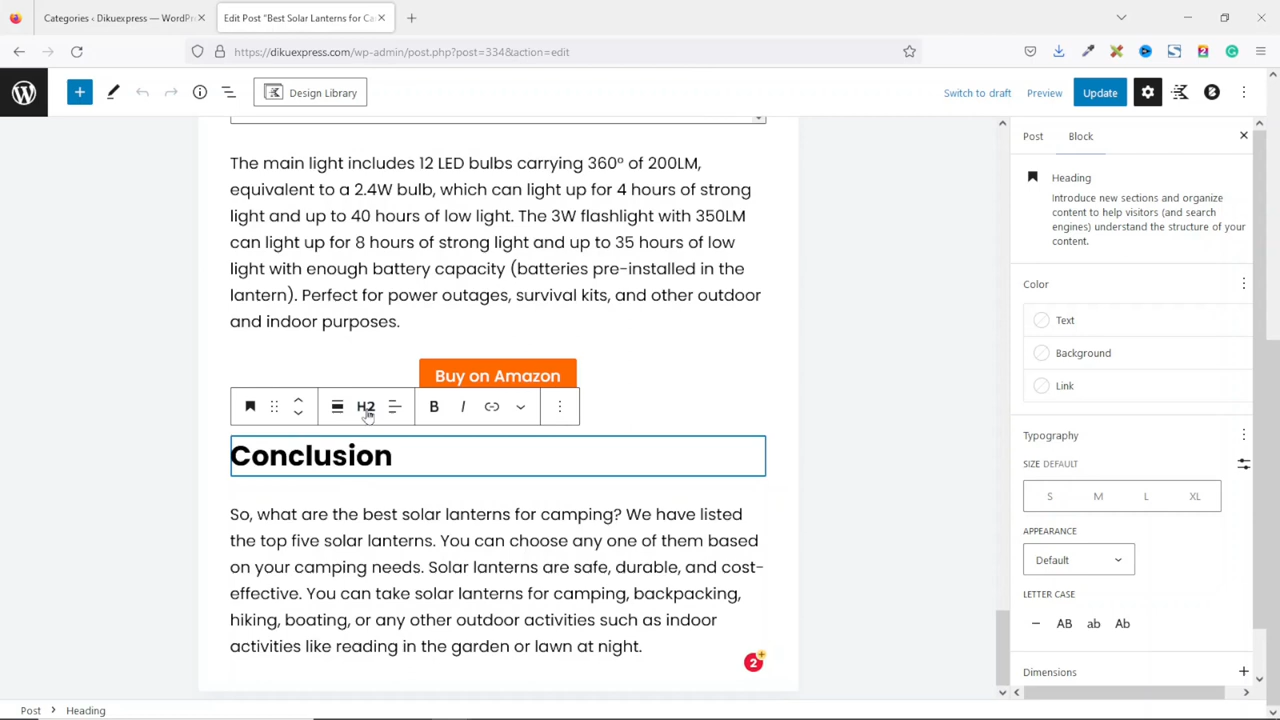 Categories ‹ Dikuexpress — WordPr
Edit Post “Best Solar Lanterns for Ca
https://dikuexpress.com/wp-admin/post.php?post=334&action=edit
Design Library
Switch to draft
Preview
Update
The main light includes 12 LED bulbs carrying 360º of 200LM,
equivalent to a 2.4W bulb, which can light up for 4 hours of strong
light and up to 40 hours of low light. The 3W flashlight with 350LM
can light up for 8 hours of strong light and up to 35 hours of low
light with enough battery capacity (batteries pre-installed in the
lantern). Perfect for power outages, survival kits, and other outdoor
and indoor purposes.
Buy on Amazon
H2
B
I
Conclusion
So, what are the best solar lanterns for camping? We have listed
the top five solar lanterns. You can choose any one of them based
on your camping needs. Solar lanterns are safe, durable, and cost-
effective. You can take solar lanterns for camping, backpacking,
hiking, boating, or any other outdoor activities such as indoor
activities like reading in the garden or lawn at night.
2
Post
Block
Heading
Introduce new sections and organize
content to help visitors (and search
engines) understand the structure of your
content.
Color
Text
Background
Link
Typography
SIZE DEFAULT
S M L XL
APPEARANCE
Default
LETTER CASE
– AB ab Ab
Dimensions
Post > Heading